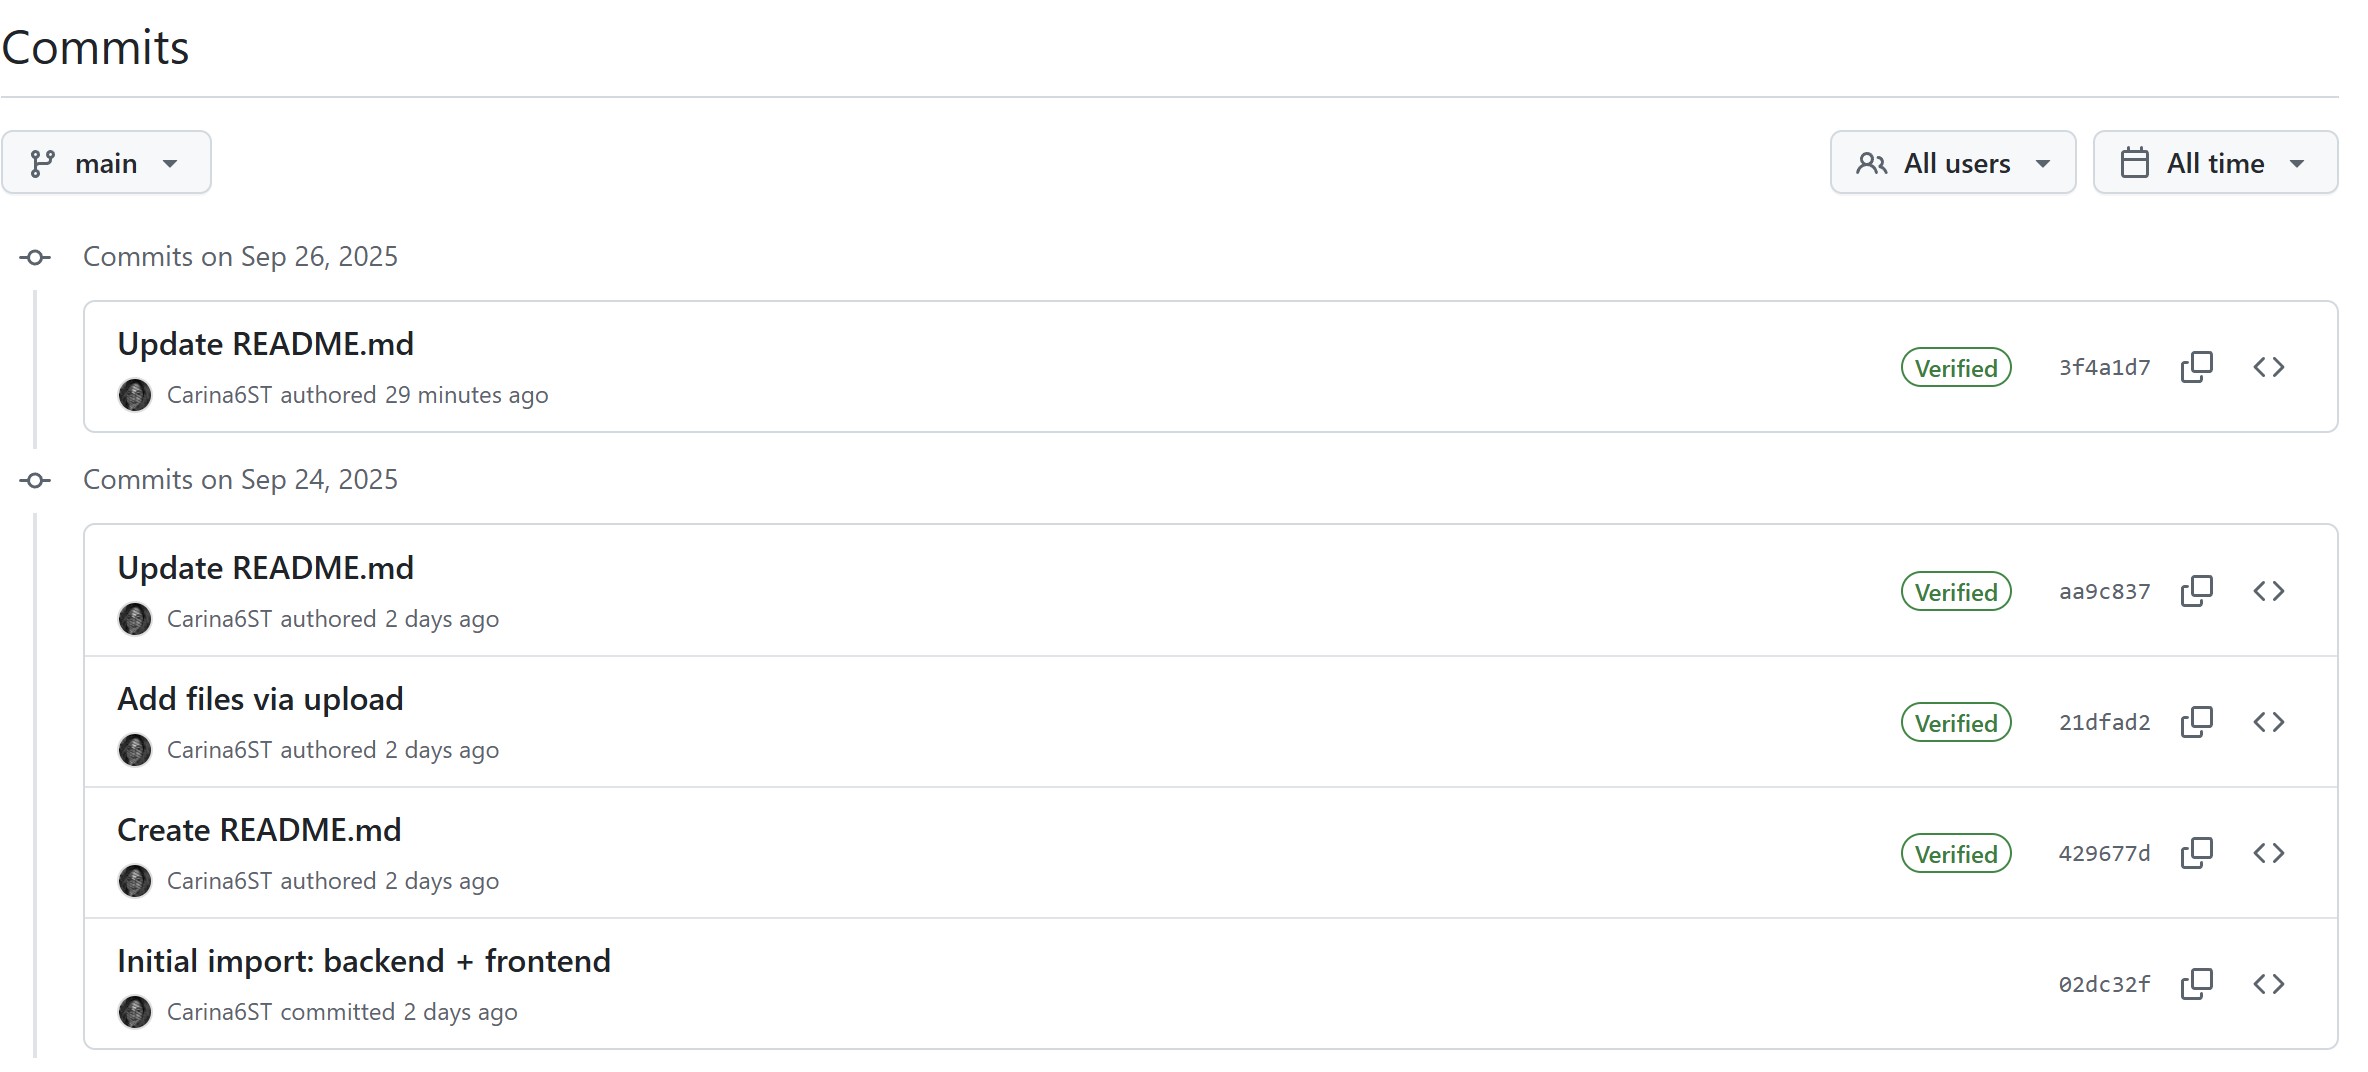 Commits
main
All users
All time
Commits on Sep 26, 2025
Update README.md
Verified
3f4a1d7
Carina6ST authored 29 minutes ago
Commits on Sep 24, 2025
Update README.md
Verified
aa9c837
Carina6ST authored 2 days ago
Add files via upload
Verified
21dfad2
Carina6ST authored 2 days ago
Create README.md
Verified
429677d
Carina6ST authored 2 days ago
Initial import: backend + frontend
02dc32f
Carina6ST committed 2 days ago